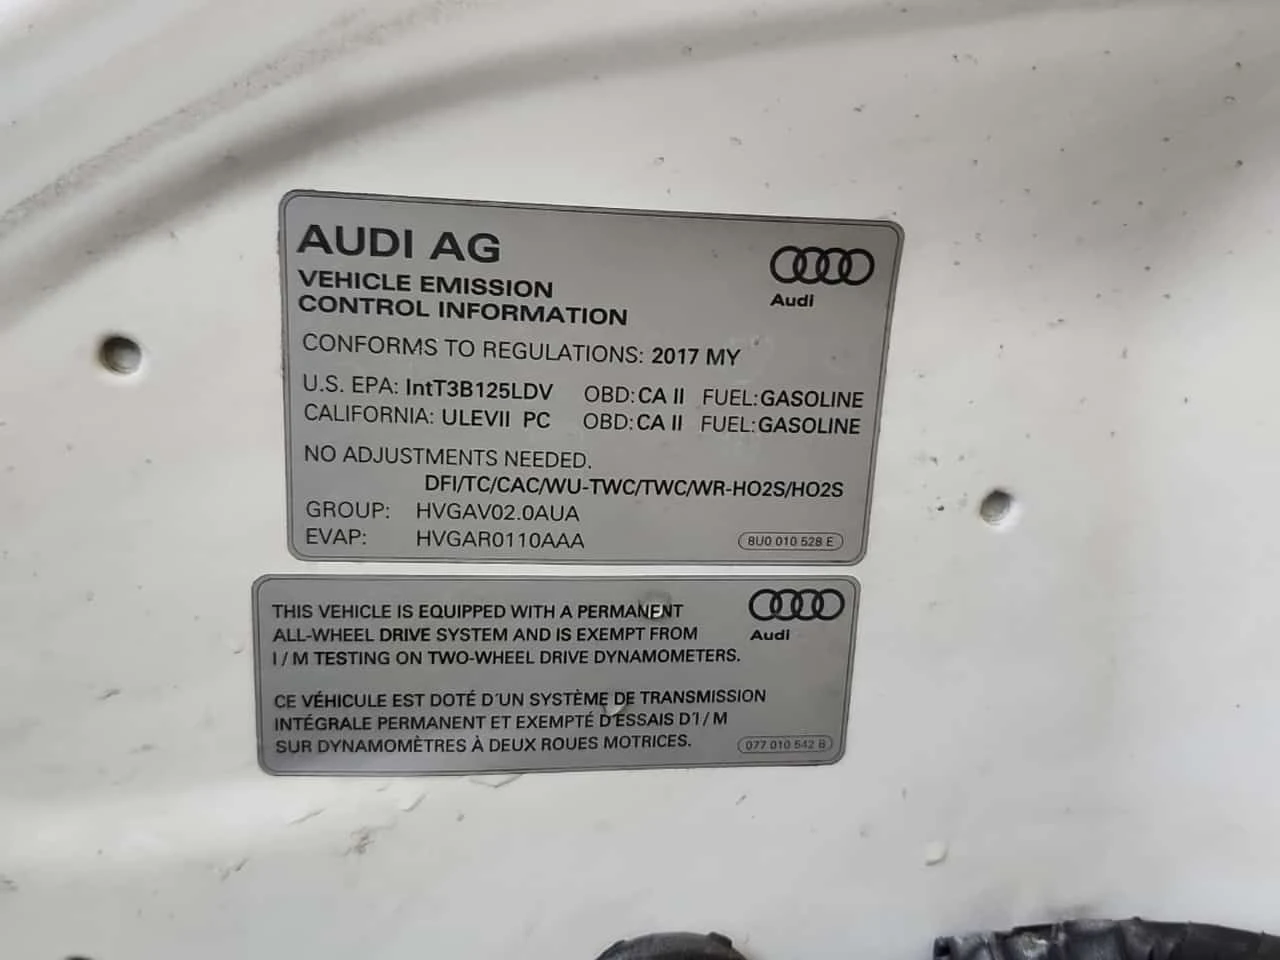 AUDI AG
Audi
VEHICLE EMISSION
CONTROL INFORMATION
CONFORMS TO REGULATIONS: 2017 MY
U.S. EPA: IntT3B125LDV OBD: CA II FUEL: GASOLINE
CALIFORNIA: ULEVII PC OBD: CA II FUEL: GASOLINE
NO ADJUSTMENTS NEEDED.
DFI/TC/CAC/WU-TWC/TWC/WR-HO2S/HO2S
GROUP: HVGAV02.0AUA
EVAP: HVGAR0110AAA
8U0 010 528 E
THIS VEHICLE IS EQUIPPED WITH A PERMANENT
ALL-WHEEL DRIVE SYSTEM AND IS EXEMPT FROM
I / M TESTING ON TWO-WHEEL DRIVE DYNAMOMETERS.
Audi
CE VÉHICULE EST DOTÉ D'UN SYSTÈME DE TRANSMISSION
INTÉGRALE PERMANENT ET EXEMPTÉ D'ESSAIS D'I / M
SUR DYNAMOMÈTRES À DEUX ROUES MOTRICES.
077 010 542 B